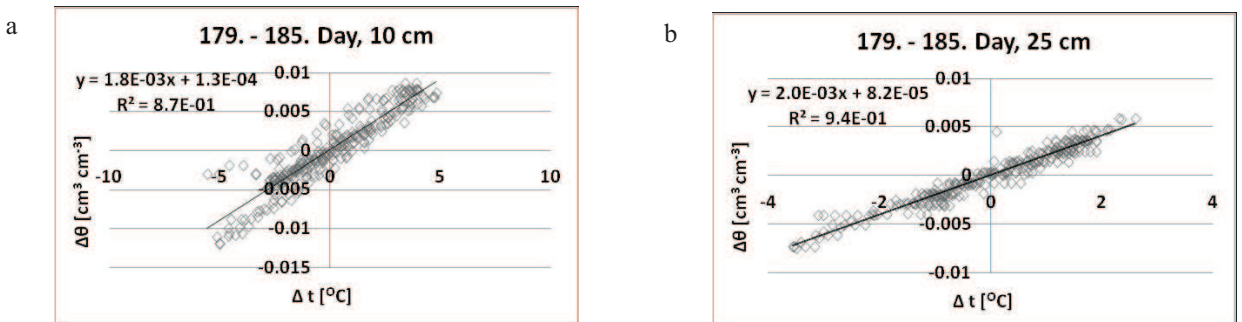 a
179. - 185. Day, 10 cm
y = 1.8E-03x + 1.3E-04
R² = 8.7E-01
0.01
0.005
0
-0.005
-0.01
-0.015
-10
-5
0
5
10
Δθ [cm³ cm⁻³]
Δ t [ᴼC]
b
179. - 185. Day, 25 cm
y = 2.0E-03x + 8.2E-05
R² = 9.4E-01
0.01
0.005
0
-0.005
-0.01
-4
-2
0
2
4
Δθ [cm³ cm⁻³]
Δ t [ᴼC]